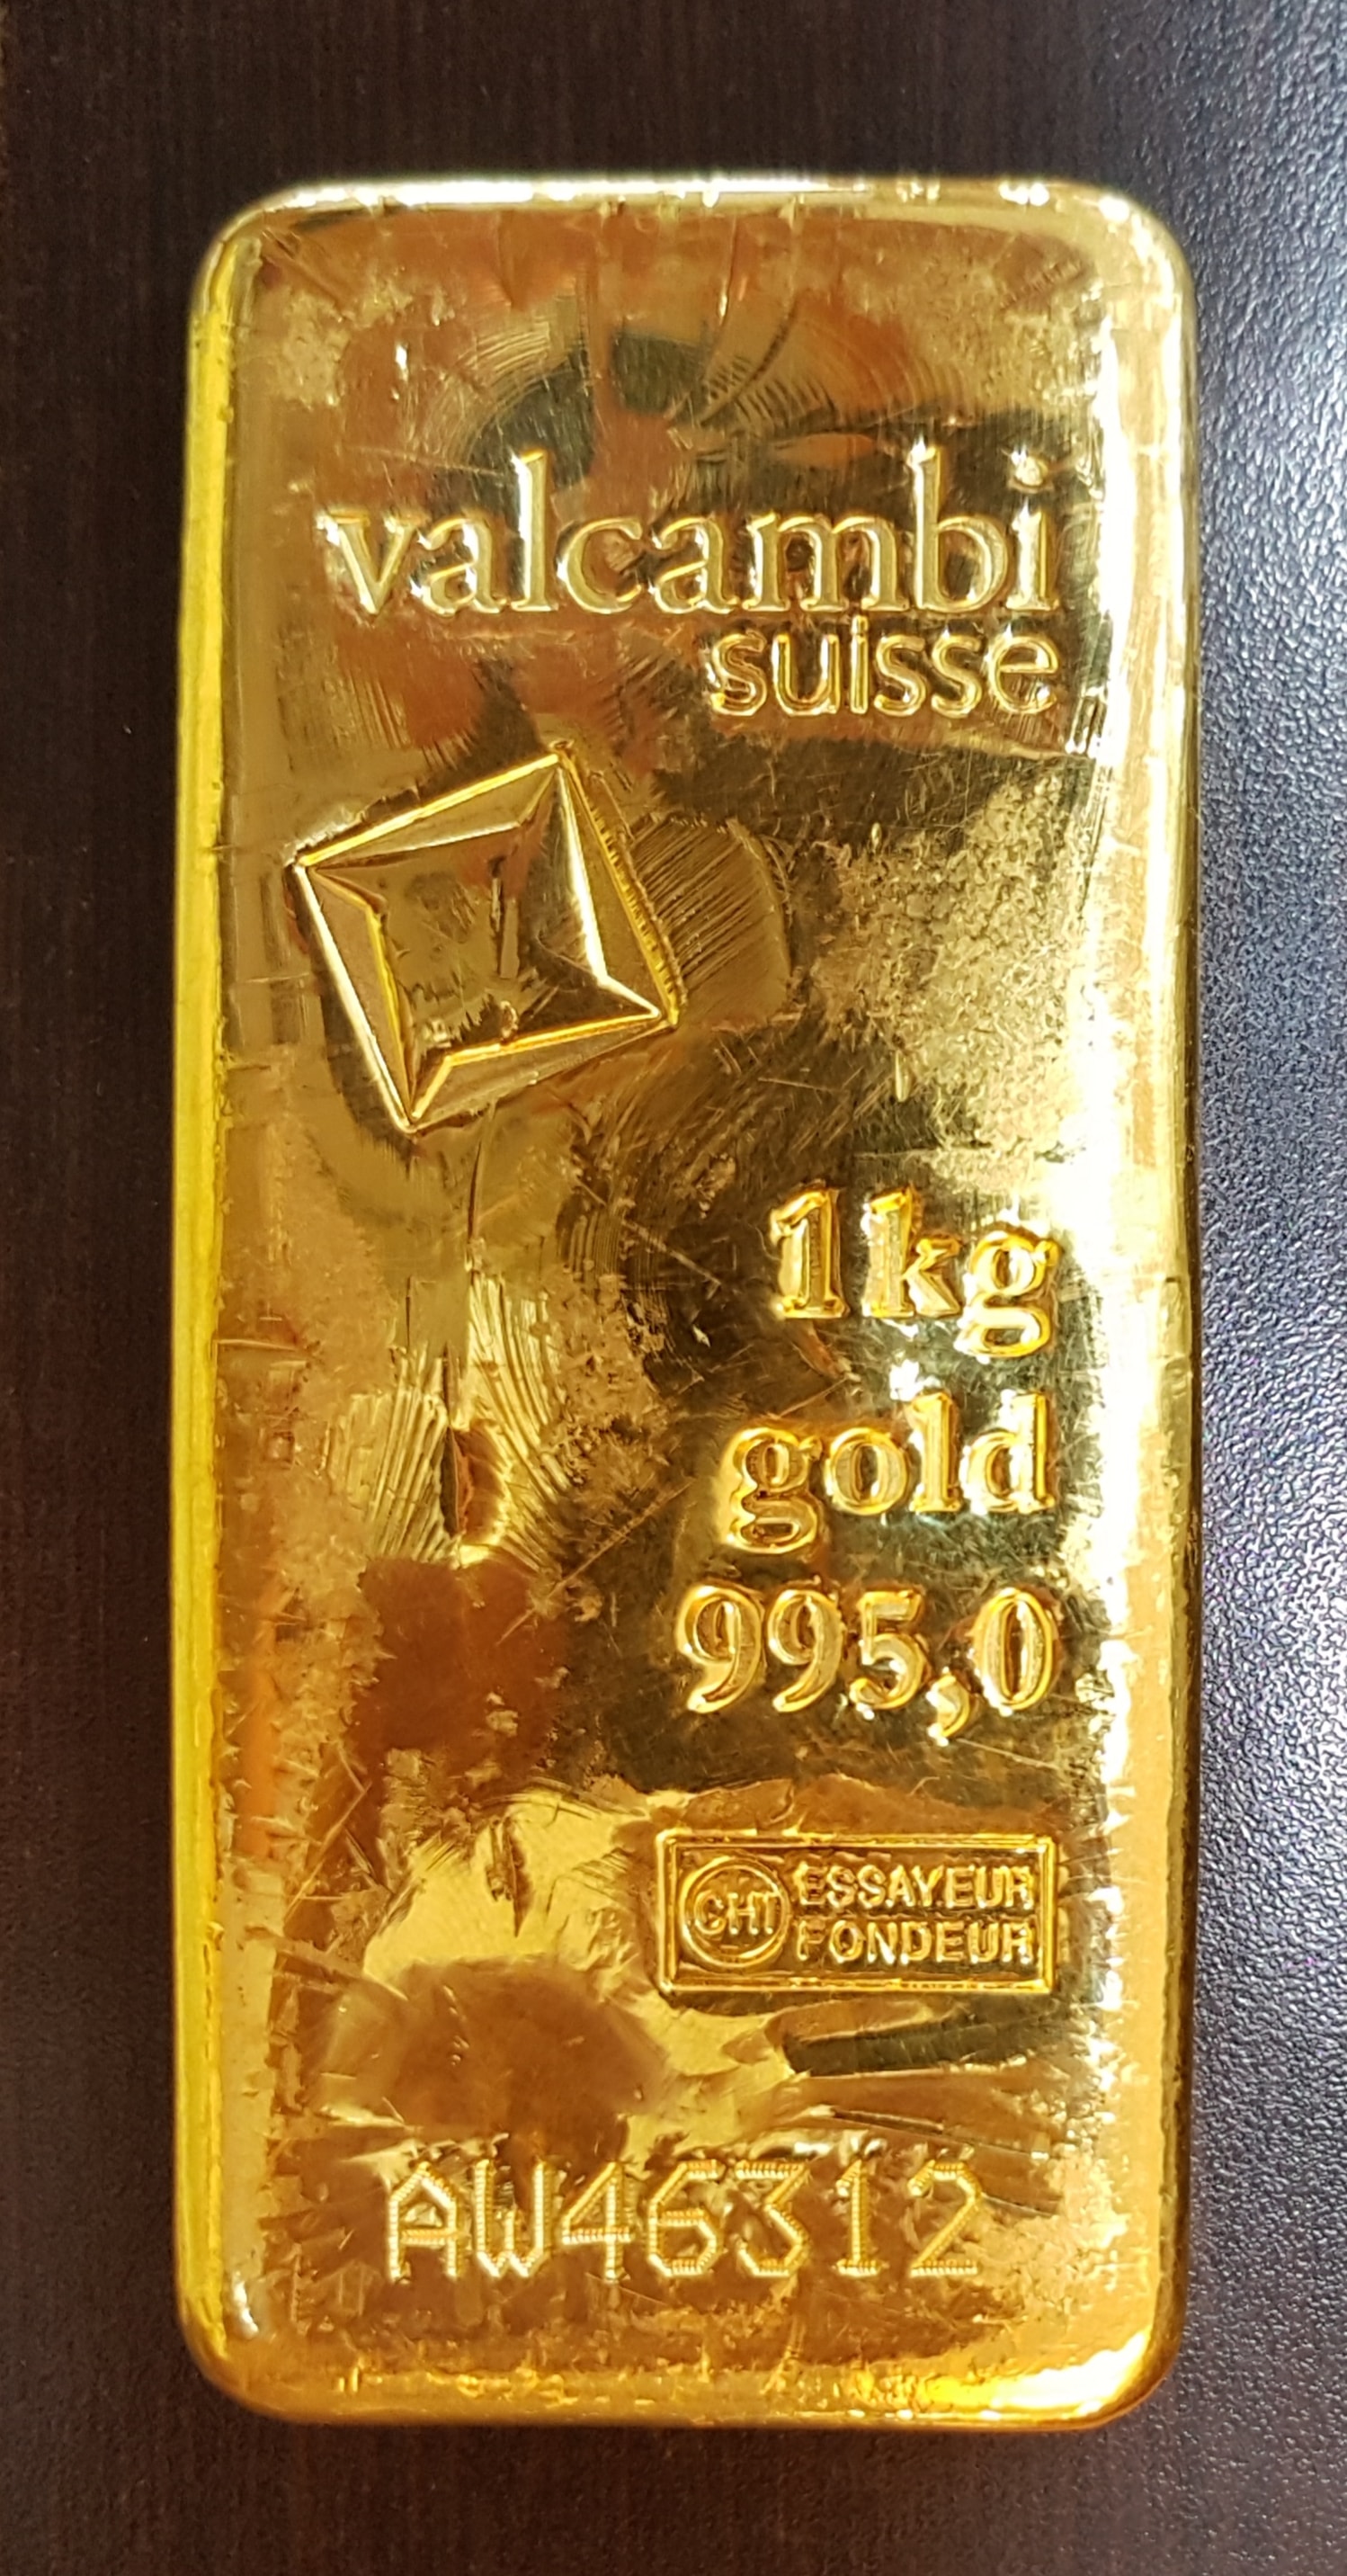 valcambi
suisse
1kg
gold
995,0
CHI ESSAYEUR
FONDEUR
AW46312